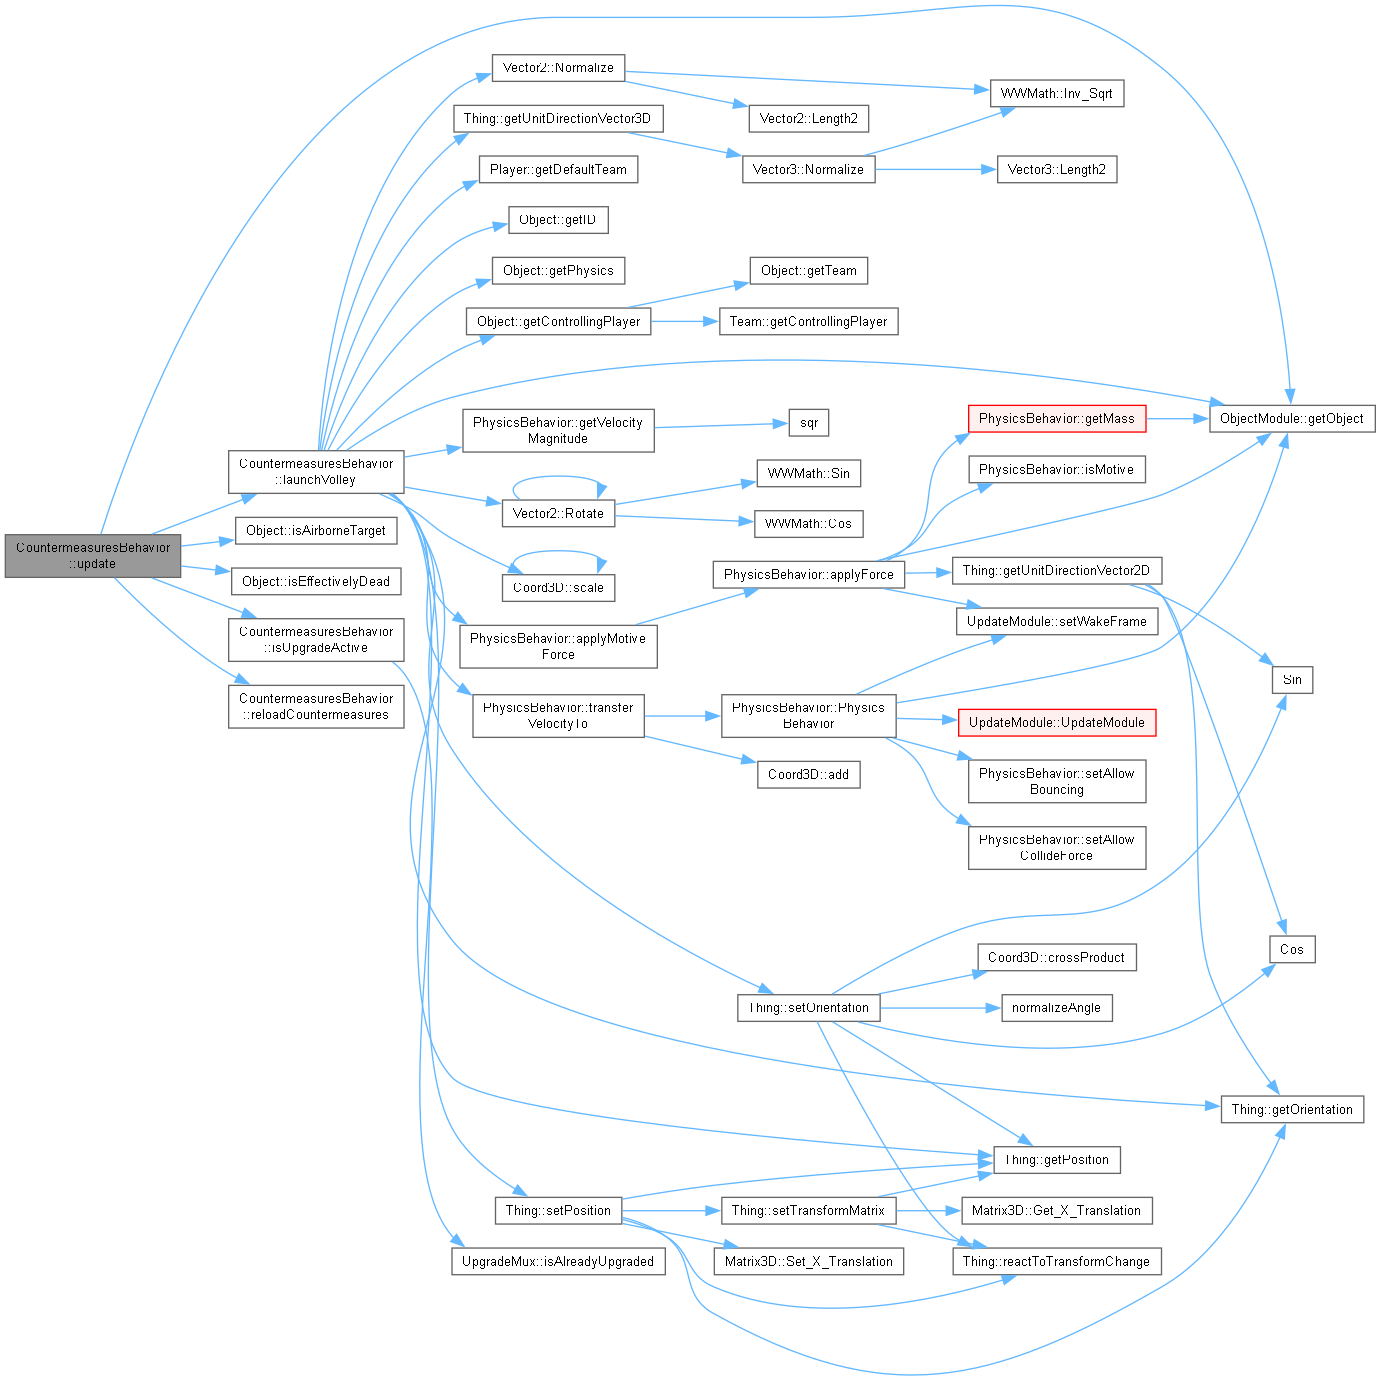 Vector2::Normalize
WWMath::Inv_Sqrt
Thing::getUnitDirectionVector3D
Vector2::Length2
Player::getDefaultTeam
Vector3::Normalize
Vector3::Length2
Object::getID
Object::getPhysics
Object::getTeam
Object::getControllingPlayer
Team::getControllingPlayer
PhysicsBehavior::getVelocity
Magnitude
sqr
PhysicsBehavior::getMass
ObjectModule::getObject
CountermeasuresBehavior
::launchVolley
WWMath::Sin
PhysicsBehavior::isMotive
Vector2::Rotate
WWMath::Cos
Object::isAirborneTarget
CountermeasuresBehavior
::update
Object::isEffectivelyDead
Coord3D::scale
PhysicsBehavior::applyForce
Thing::getUnitDirectionVector2D
UpdateModule::setWakeFrame
CountermeasuresBehavior
::isUpgradeActive
PhysicsBehavior::applyMotive
Force
Sin
CountermeasuresBehavior
::reloadCountermeasures
PhysicsBehavior::transfer
VelocityTo
PhysicsBehavior::Physics
Behavior
UpdateModule::UpdateModule
Coord3D::add
PhysicsBehavior::setAllow
Bouncing
PhysicsBehavior::setAllow
CollideForce
Coord3D::crossProduct
Cos
Thing::setOrientation
normalizeAngle
Thing::getOrientation
Thing::getPosition
Thing::setPosition
Thing::setTransformMatrix
Matrix3D::Get_X_Translation
UpgradeMux::isAlreadyUpgraded
Matrix3D::Set_X_Translation
Thing::reactToTransformChange